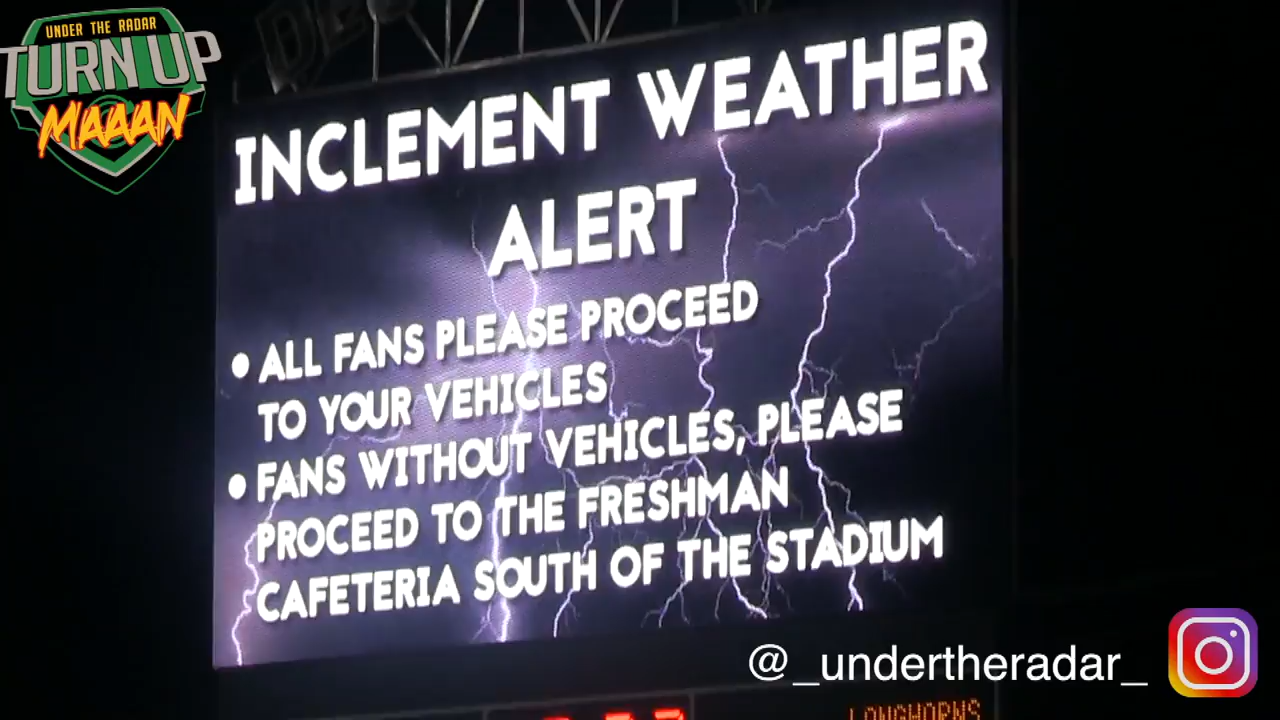 UNDER THE RADAR
TURN UP
MAAAN
INCLEMENT WEATHER
ALERT
• ALL FANS PLEASE PROCEED
TO YOUR VEHICLES
• FANS WITHOUT VEHICLES, PLEASE
PROCEED TO THE FRESHMAN
CAFETERIA SOUTH OF THE STADIUM
@_undertheradar_
LONGHORNS